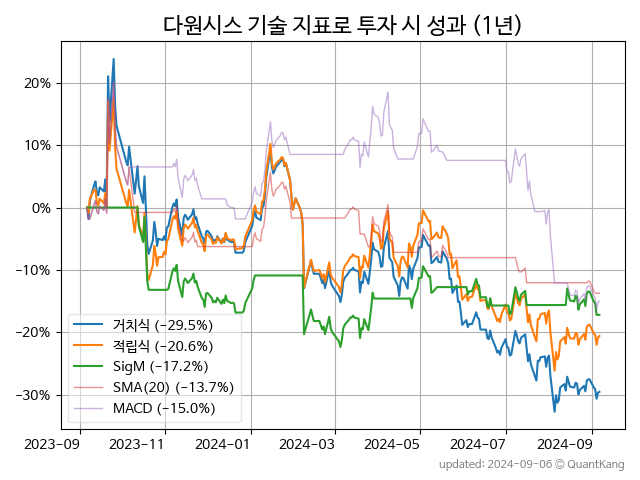 다원시스 기술 지표로 투자 시 성과 (1년)
20%
10%
0%
−10%
−20%
−30%
거치식 (−29.5%)
적립식 (−20.6%)
SigM (−17.2%)
SMA(20) (−13.7%)
MACD (−15.0%)
2023−09
2023−11
2024−01
2024−03
2024−05
2024−07
2024−09
updated: 2024−09−06 © QuantKang